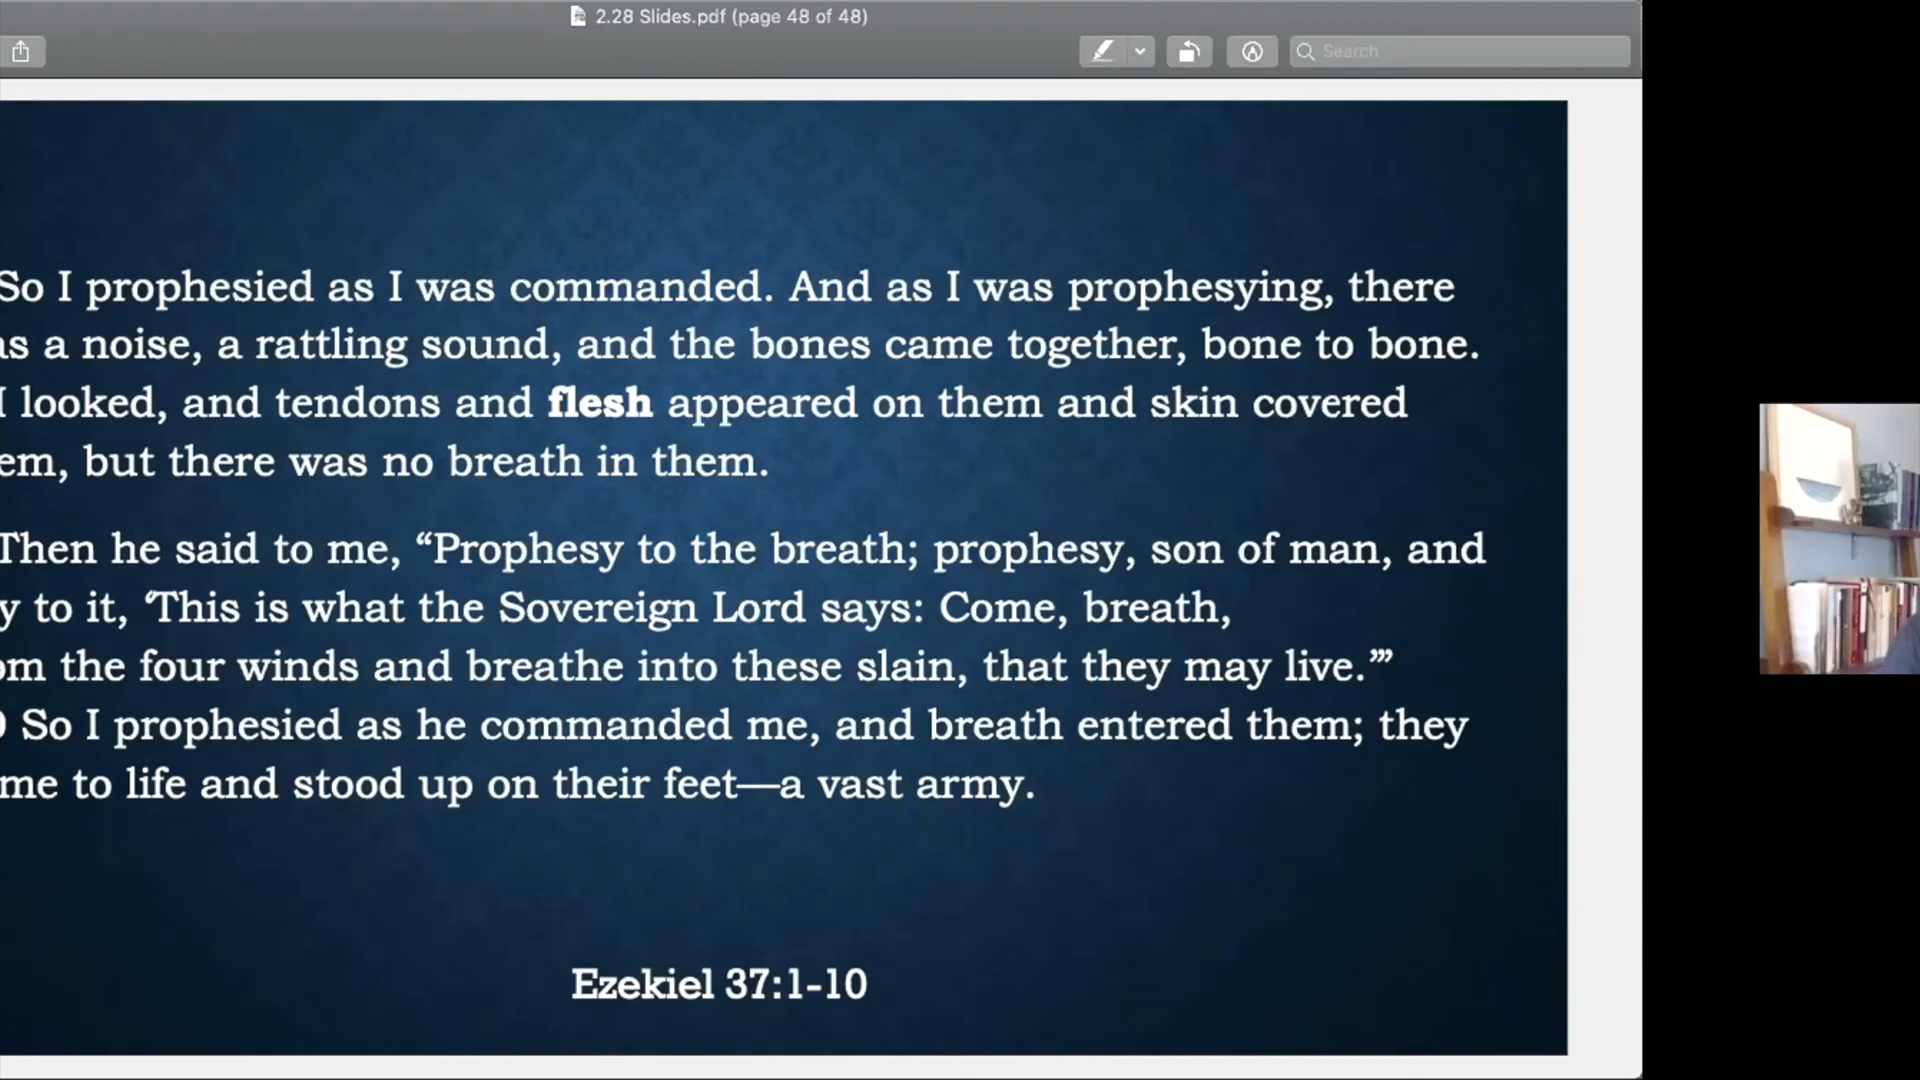 2.28 Slides.pdf (page 48 of 48)
Search
So I prophesied as I was commanded. And as I was prophesying, there
as a noise, a rattling sound, and the bones came together, bone to bone.
I looked, and tendons and flesh appeared on them and skin covered
em, but there was no breath in them.
Then he said to me, “Prophesy to the breath; prophesy, son of man, and
y to it, ‘This is what the Sovereign Lord says: Come, breath,
om the four winds and breathe into these slain, that they may live.’”
0 So I prophesied as he commanded me, and breath entered them; they
me to life and stood up on their feet—a vast army.
Ezekiel 37:1-10